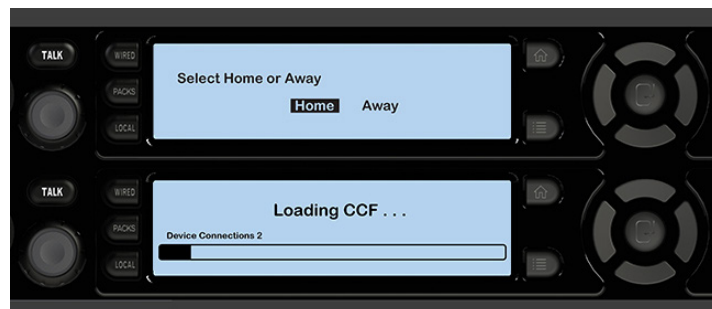 TALK
WIRED
PACKS
LOCAL
Select Home or Away
Home Away
TALK
WIRED
PACKS
LOCAL
Loading CCF . . .
Device Connections 2